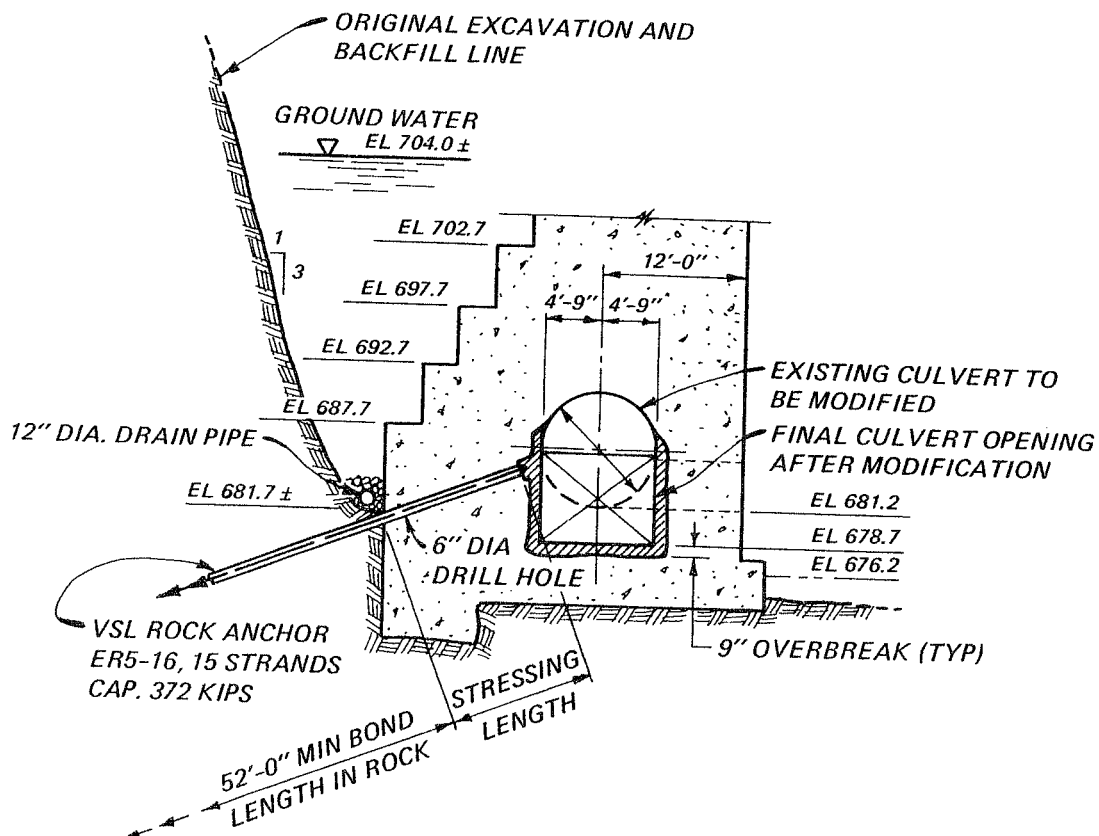 ORIGINAL EXCAVATION AND
BACKFILL LINE
GROUND WATER
EL 704.0 ±
EL 702.7
12'-0"
1
3
EL 697.7
4'-9"
4'-9"
EL 692.7
EXISTING CULVERT TO
BE MODIFIED
EL 687.7
12" DIA. DRAIN PIPE
FINAL CULVERT OPENING
AFTER MODIFICATION
EL 681.7 ±
EL 681.2
6" DIA
DRILL HOLE
EL 678.7
EL 676.2
VSL ROCK ANCHOR
ER5-16, 15 STRANDS
CAP. 372 KIPS
9" OVERBREAK (TYP)
STRESSING
LENGTH
52'-0" MIN BOND
LENGTH IN ROCK